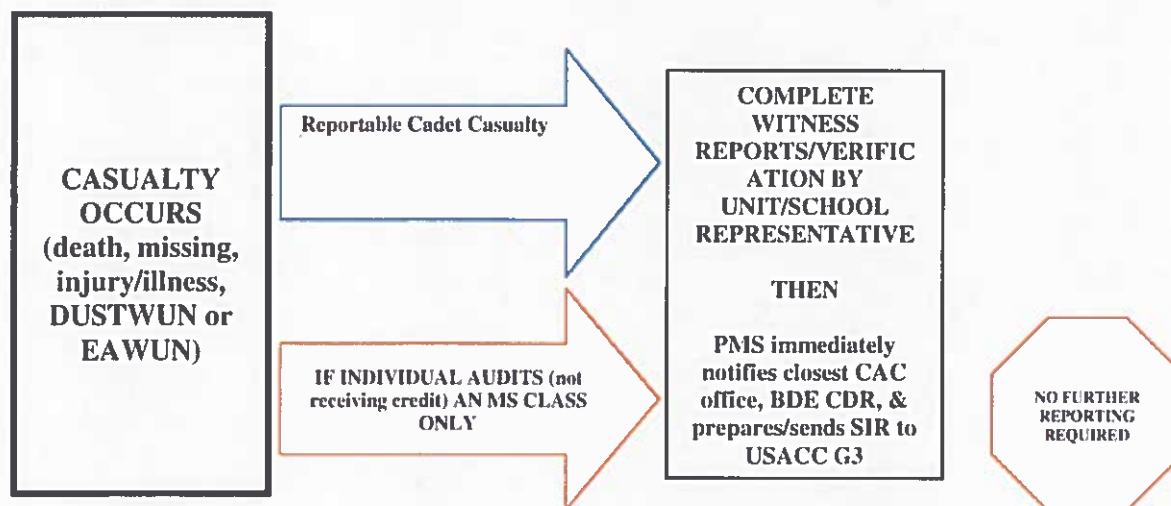 CASUALTY
OCCURS
(death, missing,
injury/illness,
DUSTWUN or
EAWUN)
Reportable Cadet Casualty
IF INDIVIDUAL AUDITS (not
receiving credit) AN MS CLASS
ONLY
COMPLETE
WITNESS
REPORTS/VERIFIC
ATION BY
UNIT/SCHOOL
REPRESENTATIVE
THEN
PMS immediately
notifies closest CAC
office, BDE CDR, &
prepares/sends SIR to
USACC G3
NO FURTHER
REPORTING
REQUIRED